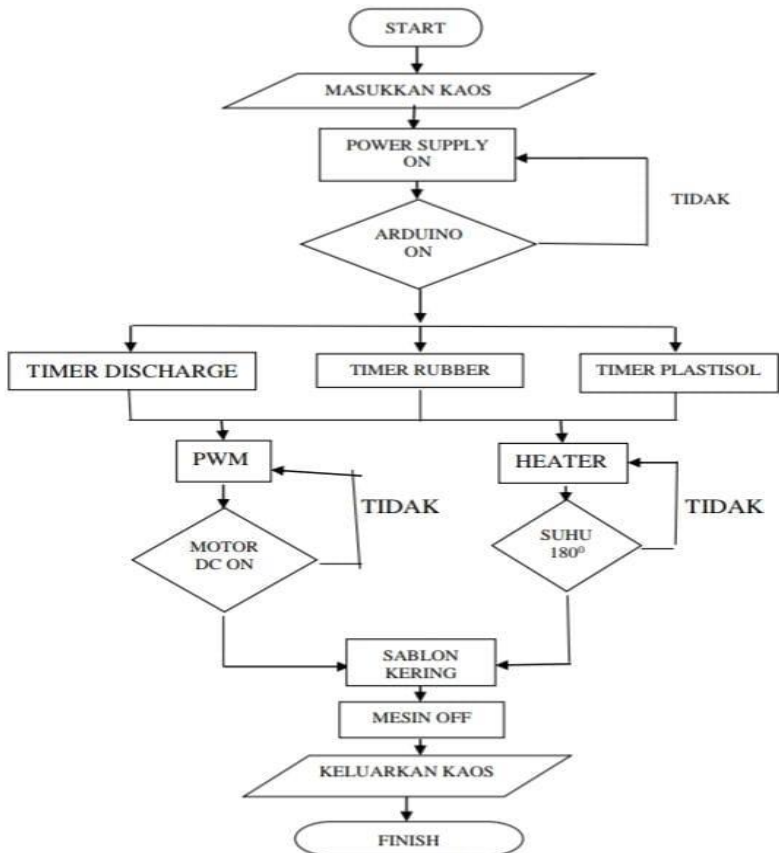 START
MASUKKAN KAOS
POWER SUPPLY
ON
TIDAK
ARDUINO
ON
TIMER DISCHARGE
TIMER RUBBER
TIMER PLASTISOL
PWM
HEATER
TIDAK
TIDAK
MOTOR
DC ON
SUHU
180⁰
SABLON
KERING
MESIN OFF
KELUARKAN KAOS
FINISH